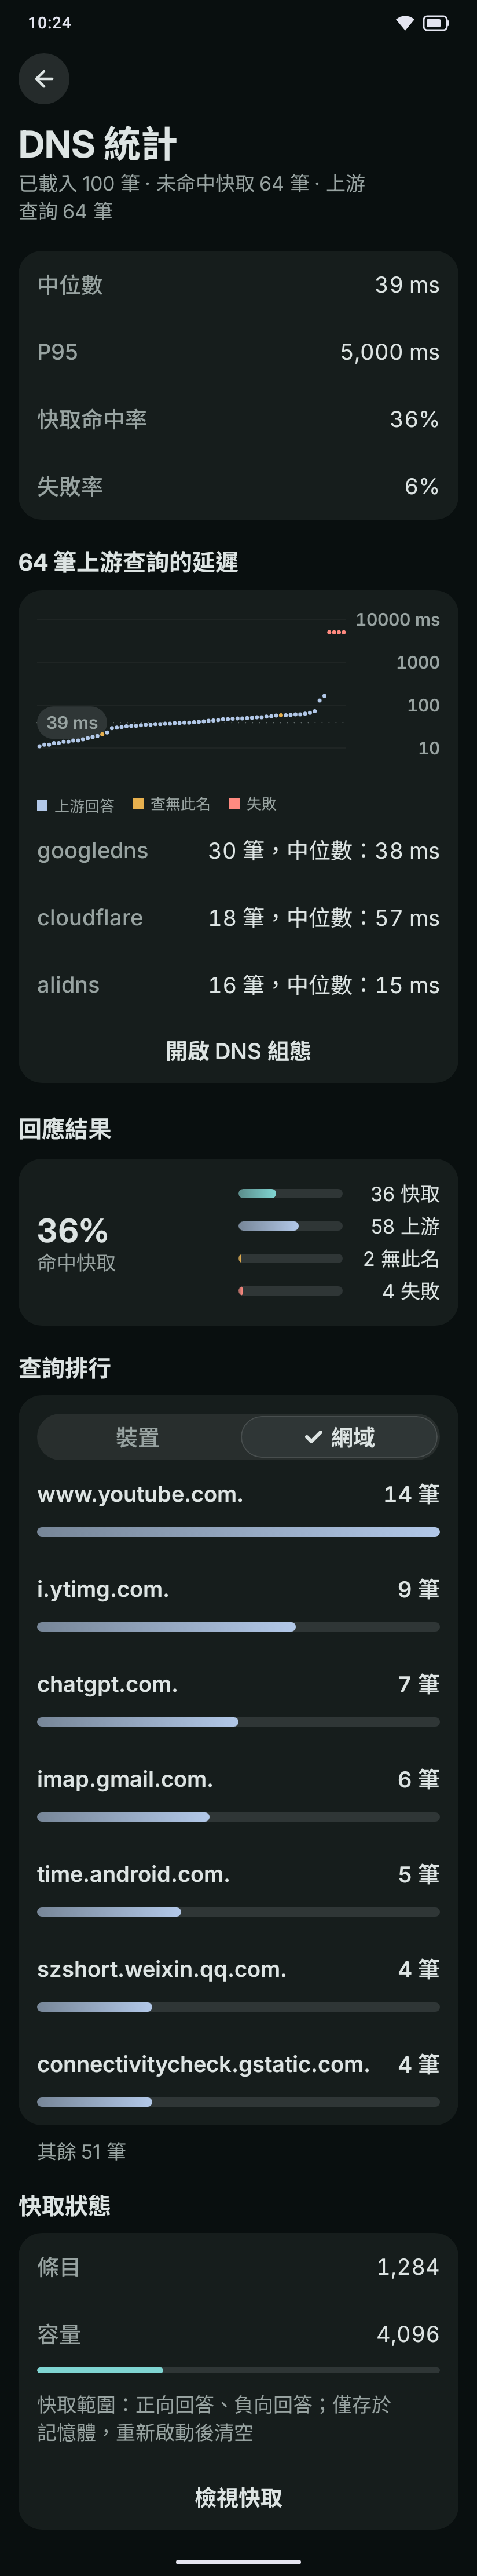 10:24
DNS 統計
已載入 100 筆 · 未命中快取 64 筆 · 上游
查詢 64 筆
中位數 39 ms
P95 5,000 ms
快取命中率 36%
失敗率 6%
64 筆上游查詢的延遲
10000 ms
1000
100
10
39 ms
上游回答 查無此名 失敗
googledns 30 筆，中位數：38 ms
cloudflare 18 筆，中位數：57 ms
alidns 16 筆，中位數：15 ms
開啟 DNS 組態
回應結果
36%
命中快取
36 快取
58 上游
2 無此名
4 失敗
查詢排行
裝置 網域
www.youtube.com. 14 筆
i.ytimg.com. 9 筆
chatgpt.com. 7 筆
imap.gmail.com. 6 筆
time.android.com. 5 筆
szshort.weixin.qq.com. 4 筆
connectivitycheck.gstatic.com. 4 筆
其餘 51 筆
快取狀態
條目 1,284
容量 4,096
快取範圍：正向回答、負向回答；僅存於
記憶體，重新啟動後清空
檢視快取